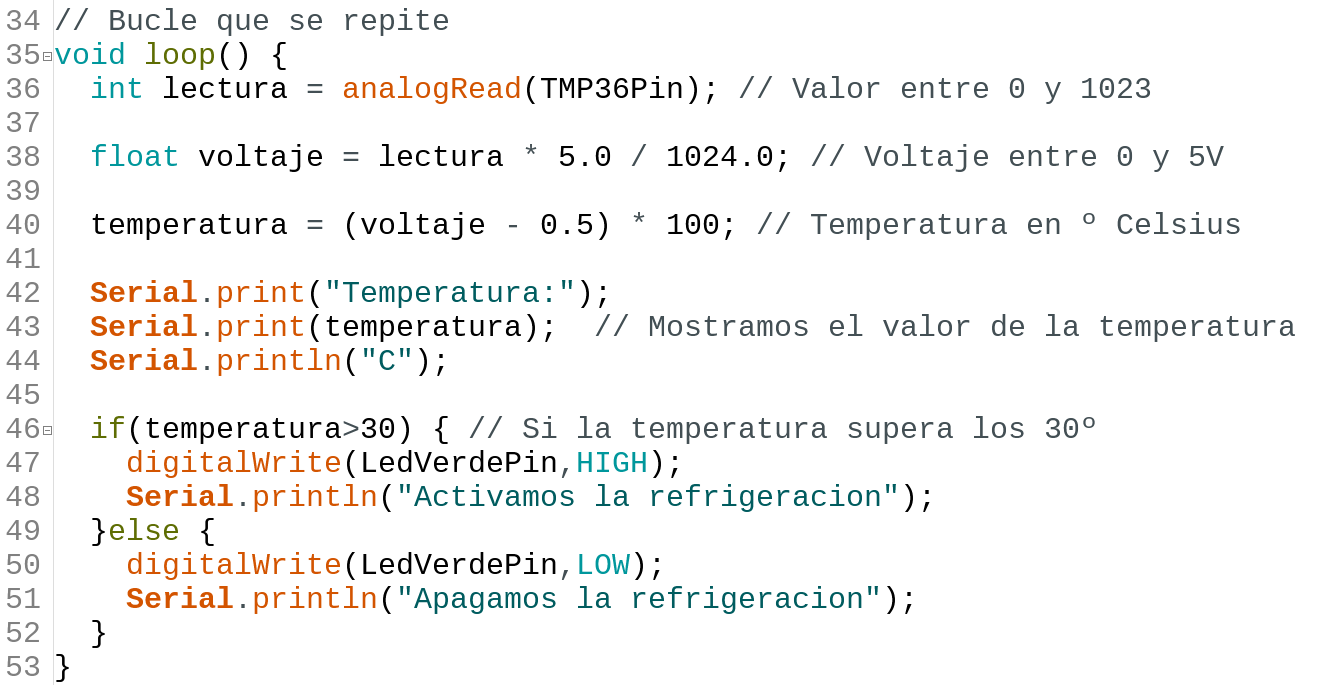 34 // Bucle que se repite
35 void loop() {
36   int lectura = analogRead(TMP36Pin); // Valor entre 0 y 1023
37
38   float voltaje = lectura * 5.0 / 1024.0; // Voltaje entre 0 y 5V
39
40   temperatura = (voltaje - 0.5) * 100; // Temperatura en º Celsius
41
42   Serial.print("Temperatura:");
43   Serial.print(temperatura);  // Mostramos el valor de la temperatura
44   Serial.println("C");
45
46   if(temperatura>30) { // Si la temperatura supera los 30º
47     digitalWrite(LedVerdePin,HIGH);
48     Serial.println("Activamos la refrigeracion");
49   }else {
50     digitalWrite(LedVerdePin,LOW);
51     Serial.println("Apagamos la refrigeracion");
52   }
53 }